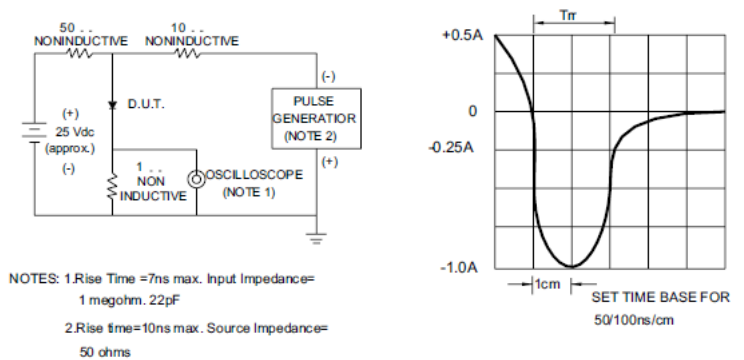 50 ..
NONINDUCTIVE
10 ..
NONINDUCTIVE
(+)
25 Vdc
(approx.)
(-)
D.U.T.
1 ..
NON
INDUCTIVE
OSCILLOSCOPE
(NOTE 1)
(-)
PULSE
GENERATIOR
(NOTE 2)
(+)
NOTES: 1.Rise Time =7ns max. Input Impedance=
1 megohm. 22pF
2.Rise time=10ns max. Source Impedance=
50 ohms
Trr
+0.5A
0
-0.25A
-1.0A
1cm
SET TIME BASE FOR
50/100ns/cm